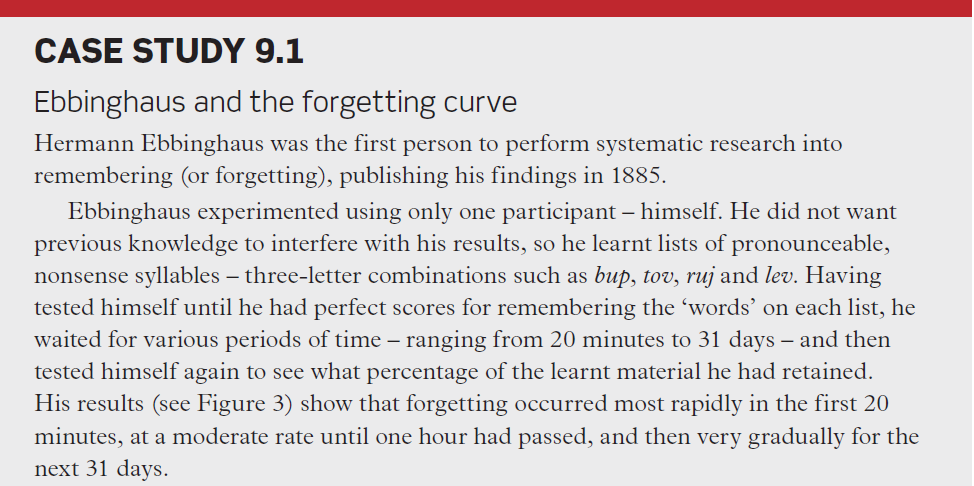 CASE STUDY 9.1
Ebbinghaus and the forgetting curve
Hermann Ebbinghaus was the first person to perform systematic research into
remembering (or forgetting), publishing his findings in 1885.
Ebbinghaus experimented using only one participant – himself. He did not want
previous knowledge to interfere with his results, so he learnt lists of pronounceable,
nonsense syllables – three-letter combinations such as bup, tov, ruj and lev. Having
tested himself until he had perfect scores for remembering the ‘words’ on each list, he
waited for various periods of time – ranging from 20 minutes to 31 days – and then
tested himself again to see what percentage of the learnt material he had retained.
His results (see Figure 3) show that forgetting occurred most rapidly in the first 20
minutes, at a moderate rate until one hour had passed, and then very gradually for the
next 31 days.